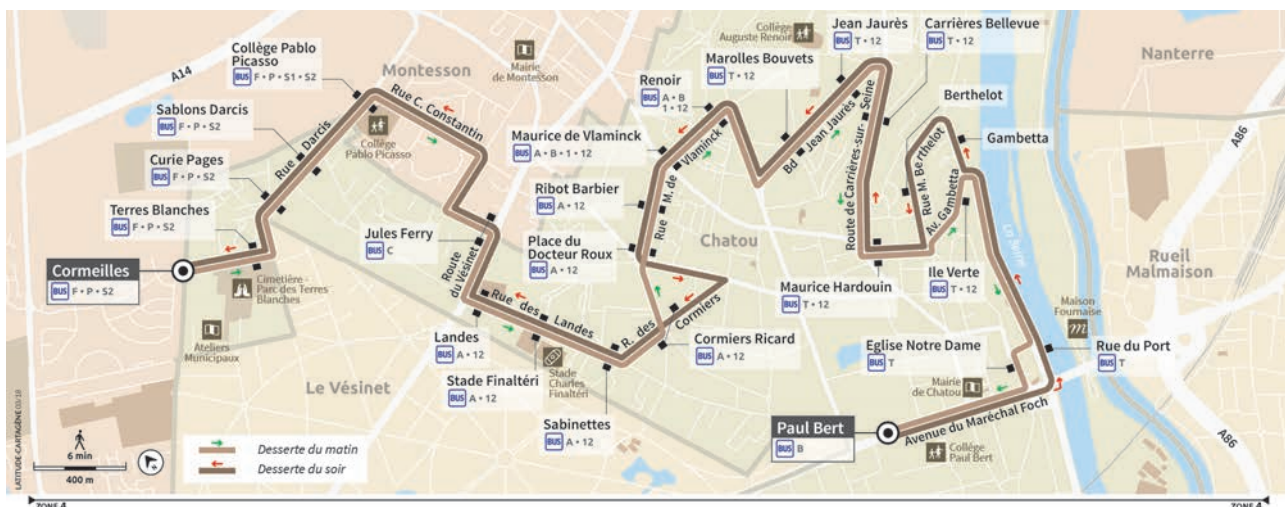 Collège Pablo
Picasso
BUS F • P • S1 • S2
A14
Montesson
Mairie
de Montesson
Rue C. Constantin
Sablons Darcis
BUS F • P • S2
Rue Darcis
Collège
Pablo Picasso
Curie Pages
BUS F • P • S2
Terres Blanches
BUS F • P • S2
Cormeilles
BUS F • P • S2
Cimetière -
Parc des Terres
Blanches
Ateliers
Municipaux
Le Vésinet
Jules Ferry
BUS C
Route
du Vésinet
Rue des Landes
Landes
BUS A • 12
Stade Finaltéri
BUS A • 12
Stade
Charles
Finaltéri
Sabinettes
BUS A • 12
R. des Cormiers
Cormiers Ricard
BUS A • 12
Place du
Docteur Roux
BUS A • 12
Ribot Barbier
BUS A • 12
Maurice de Vlaminck
BUS A • B • 1 • 12
Rue M. de Vlaminck
Renoir
BUS A • B
1 • 12
Chatou
Marolles Bouvets
BUS T • 12
Collège
Auguste Renoir
Jean Jaurès
BUS T • 12
Bd Jean Jaurès
Carrières Bellevue
BUS T • 12
Route de Carrières-sur-Seine
Maurice Hardouin
BUS T • 12
Berthelot
Rue M. Berthelot
Gambetta
Av. Gambetta
Ile Verte
BUS T • 12
La Seine
Nanterre
A86
Rueil
Malmaison
Maison
Fournaise
Eglise Notre Dame
BUS T
Mairie
de Chatou
Rue du Port
BUS T
Paul Bert
BUS B
Avenue du Maréchal Foch
Collège
Paul Bert
A86
LATITUDE-CARTAGÈNE 03/18
6 min
400 m
Desserte du matin
Desserte du soir
ZONE 4
ZONE 4